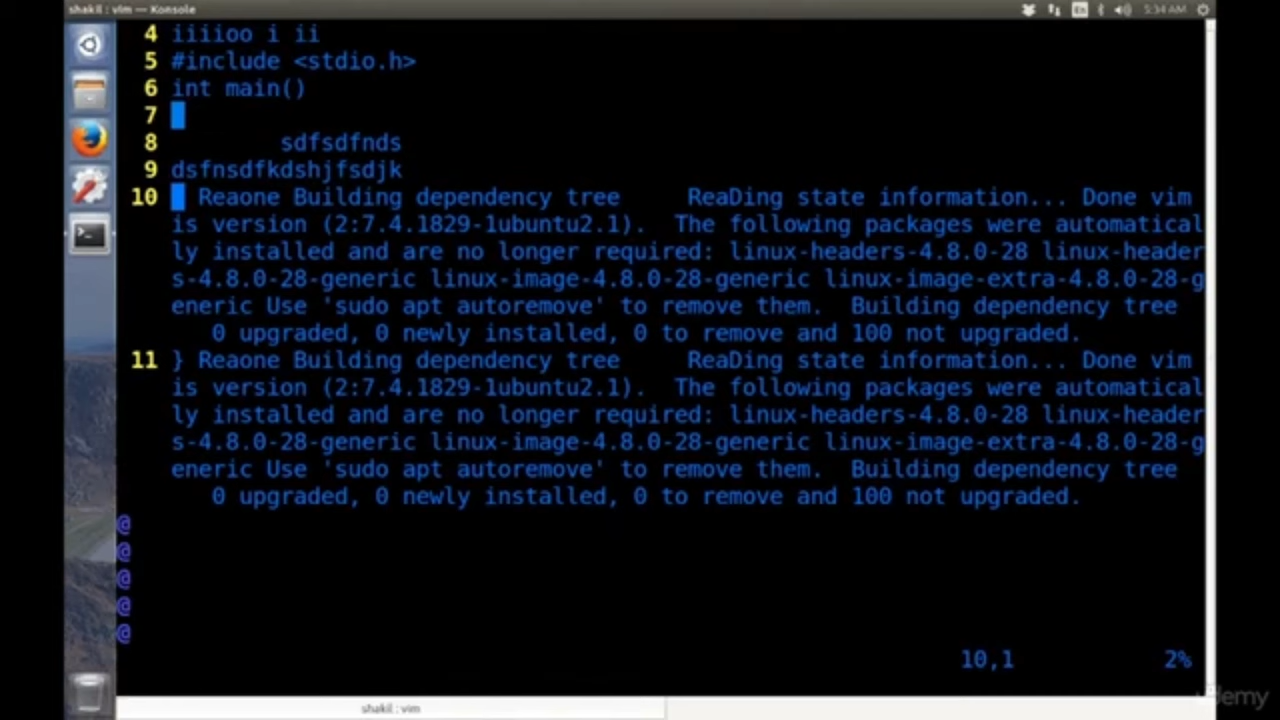 shakil : vim — Konsole
En
5:34 AM
4 iiiioo i ii
5 #include <stdio.h>
6 int main()
7
8 sdfsdfnds
9 dsfnsdfkdshjfsdjk
10 Reaone Building dependency tree ReaDing state information... Done vim
is version (2:7.4.1829-1ubuntu2.1). The following packages were automatical
ly installed and are no longer required: linux-headers-4.8.0-28 linux-header
s-4.8.0-28-generic linux-image-4.8.0-28-generic linux-image-extra-4.8.0-28-g
eneric Use 'sudo apt autoremove' to remove them. Building dependency tree
0 upgraded, 0 newly installed, 0 to remove and 100 not upgraded.
11 } Reaone Building dependency tree ReaDing state information... Done vim
is version (2:7.4.1829-1ubuntu2.1). The following packages were automatical
ly installed and are no longer required: linux-headers-4.8.0-28 linux-header
s-4.8.0-28-generic linux-image-4.8.0-28-generic linux-image-extra-4.8.0-28-g
eneric Use 'sudo apt autoremove' to remove them. Building dependency tree
0 upgraded, 0 newly installed, 0 to remove and 100 not upgraded.
@
@
@
@
@
10,1 2%
shakil : vim
udemy